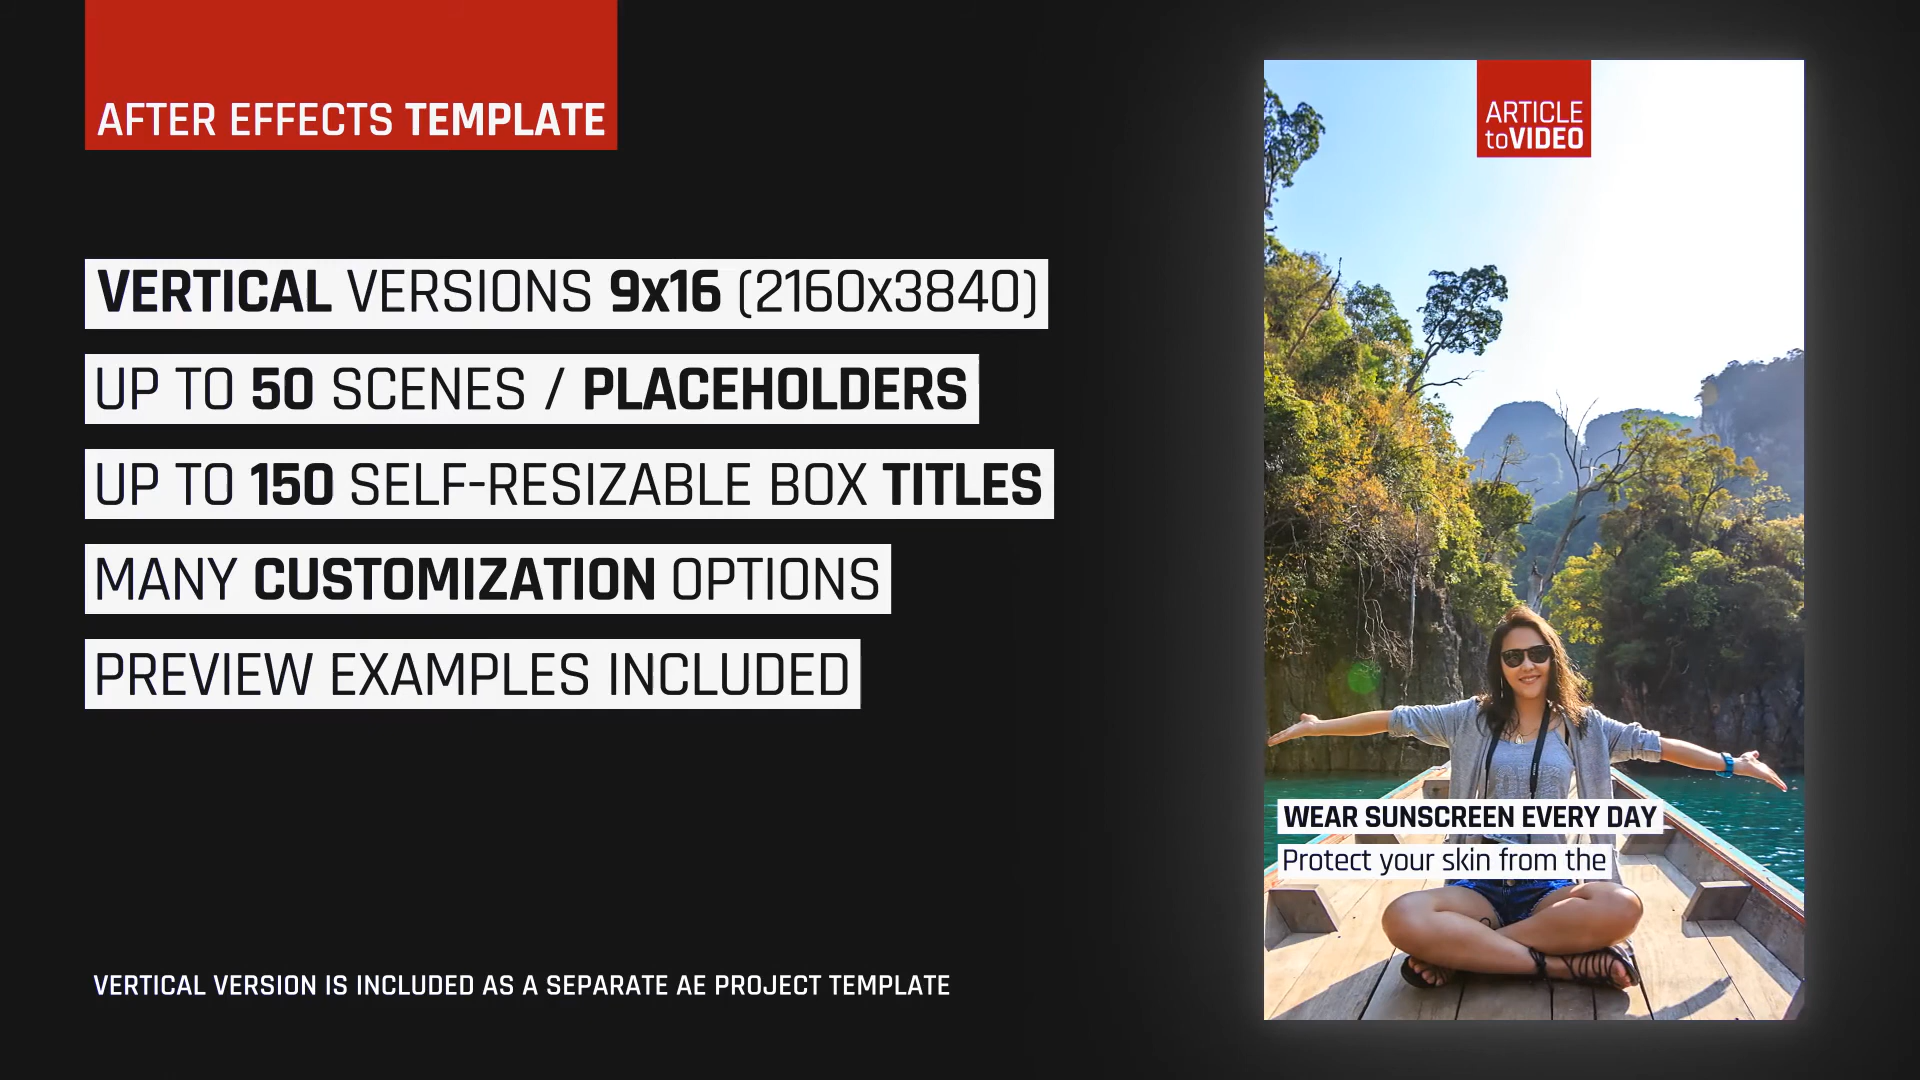 AFTER EFFECTS TEMPLATE
VERTICAL VERSIONS 9x16 (2160x3840)
UP TO 50 SCENES / PLACEHOLDERS
UP TO 150 SELF-RESIZABLE BOX TITLES
MANY CUSTOMIZATION OPTIONS
PREVIEW EXAMPLES INCLUDED
VERTICAL VERSION IS INCLUDED AS A SEPARATE AE PROJECT TEMPLATE
ARTICLE
toVIDEO
WEAR SUNSCREEN EVERY DAY
Protect your skin from the